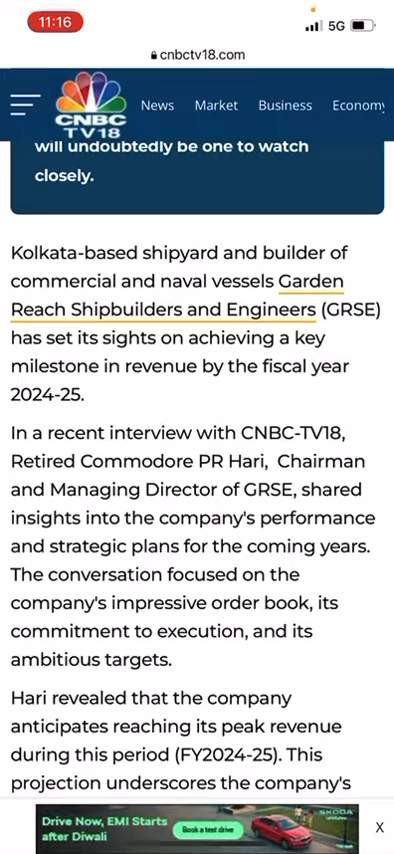 11:16
5G
cnbctv18.com
CNBC
TV18
News Market Business Economy
will undoubtedly be one to watch
closely.
Kolkata-based shipyard and builder of
commercial and naval vessels Garden
Reach Shipbuilders and Engineers (GRSE)
has set its sights on achieving a key
milestone in revenue by the fiscal year
2024-25.
In a recent interview with CNBC-TV18,
Retired Commodore PR Hari, Chairman
and Managing Director of GRSE, shared
insights into the company's performance
and strategic plans for the coming years.
The conversation focused on the
company's impressive order book, its
commitment to execution, and its
ambitious targets.
Hari revealed that the company
anticipates reaching its peak revenue
during this period (FY2024-25). This
projection underscores the company's
Drive Now, EMI Starts
after Diwali
Book a test drive
SKODA
X